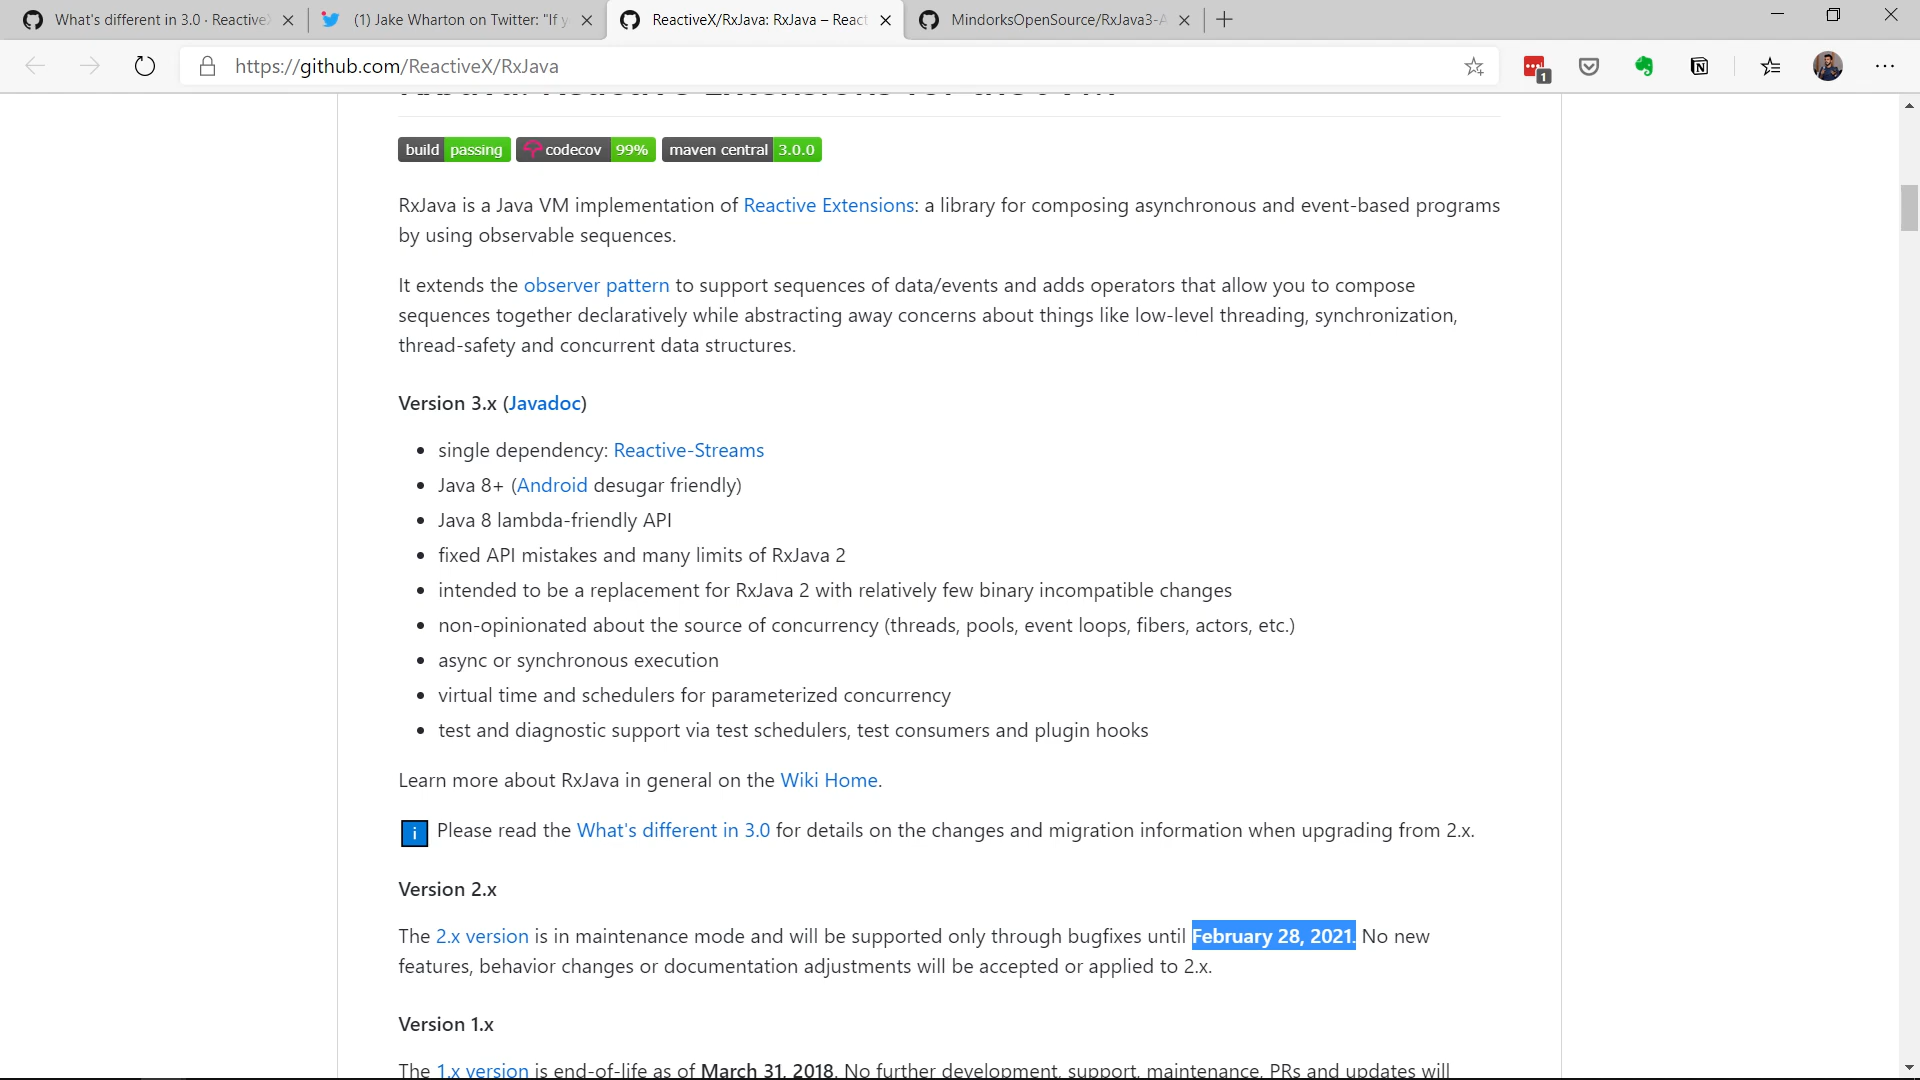 What's different in 3.0 · Reactive
(1) Jake Wharton on Twitter: "If y
ReactiveX/RxJava: RxJava – React
MindorksOpenSource/RxJava3-A
https://github.com/ReactiveX/RxJava
1
build passing
codecov 99%
maven central 3.0.0
RxJava is a Java VM implementation of Reactive Extensions: a library for composing asynchronous and event-based programs
by using observable sequences.
It extends the observer pattern to support sequences of data/events and adds operators that allow you to compose
sequences together declaratively while abstracting away concerns about things like low-level threading, synchronization,
thread-safety and concurrent data structures.
Version 3.x (Javadoc)
• single dependency: Reactive-Streams
• Java 8+ (Android desugar friendly)
• Java 8 lambda-friendly API
• fixed API mistakes and many limits of RxJava 2
• intended to be a replacement for RxJava 2 with relatively few binary incompatible changes
• non-opinionated about the source of concurrency (threads, pools, event loops, fibers, actors, etc.)
• async or synchronous execution
• virtual time and schedulers for parameterized concurrency
• test and diagnostic support via test schedulers, test consumers and plugin hooks
Learn more about RxJava in general on the Wiki Home.
i Please read the What's different in 3.0 for details on the changes and migration information when upgrading from 2.x.
Version 2.x
The 2.x version is in maintenance mode and will be supported only through bugfixes until February 28, 2021. No new
features, behavior changes or documentation adjustments will be accepted or applied to 2.x.
Version 1.x
The 1.x version is end-of-life as of March 31, 2018. No further development, support, maintenance, PRs and updates will